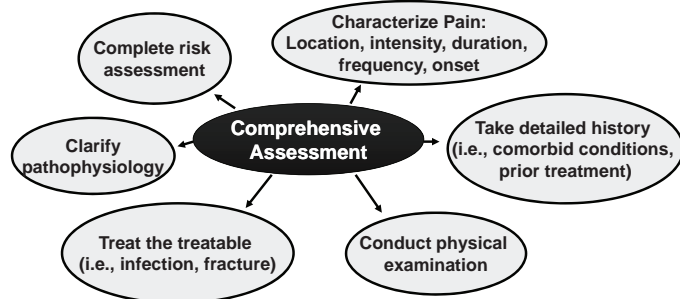 Characterize Pain:
Location, intensity, duration,
frequency, onset
Complete risk
assessment
Comprehensive
Assessment
Take detailed history
(i.e., comorbid conditions,
prior treatment)
Clarify
pathophysiology
Treat the treatable
(i.e., infection, fracture)
Conduct physical
examination